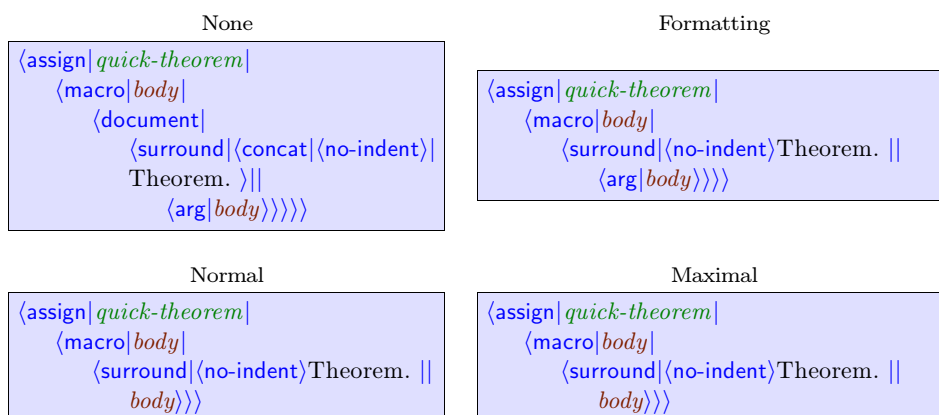 None
⟨assign|quick-theorem|
⟨macro|body|
⟨document|
⟨surround|⟨concat|⟨no-indent⟩|
Theorem. ⟩||
⟨arg|body⟩⟩⟩⟩⟩
Formatting
⟨assign|quick-theorem|
⟨macro|body|
⟨surround|⟨no-indent⟩Theorem. ||
⟨arg|body⟩⟩⟩⟩
Normal
⟨assign|quick-theorem|
⟨macro|body|
⟨surround|⟨no-indent⟩Theorem. ||
body⟩⟩⟩
Maximal
⟨assign|quick-theorem|
⟨macro|body|
⟨surround|⟨no-indent⟩Theorem. ||
body⟩⟩⟩